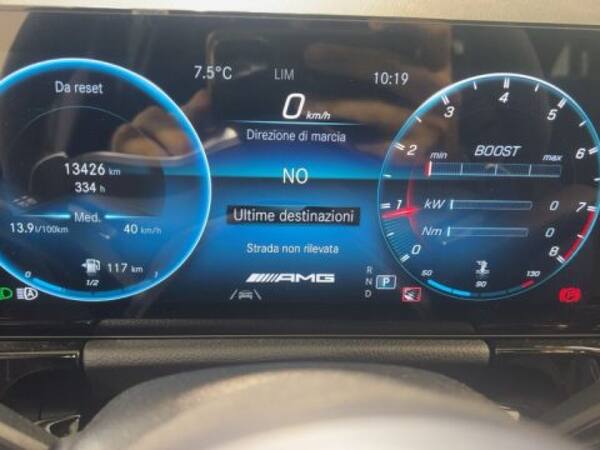 Da reset
7.5°C LIM 10:19
0 km/h
Direzione di marcia
13426 km
334 h
NO
Med.
13.9 l/100km 40 km/h
Ultime destinazioni
Strada non rilevata
117 km
0 1/2 1
AMG
R
N P
D
0 1 2 3 4 5 6 7 8
min BOOST max
kW 0
Nm 0
50 90 130
A
P